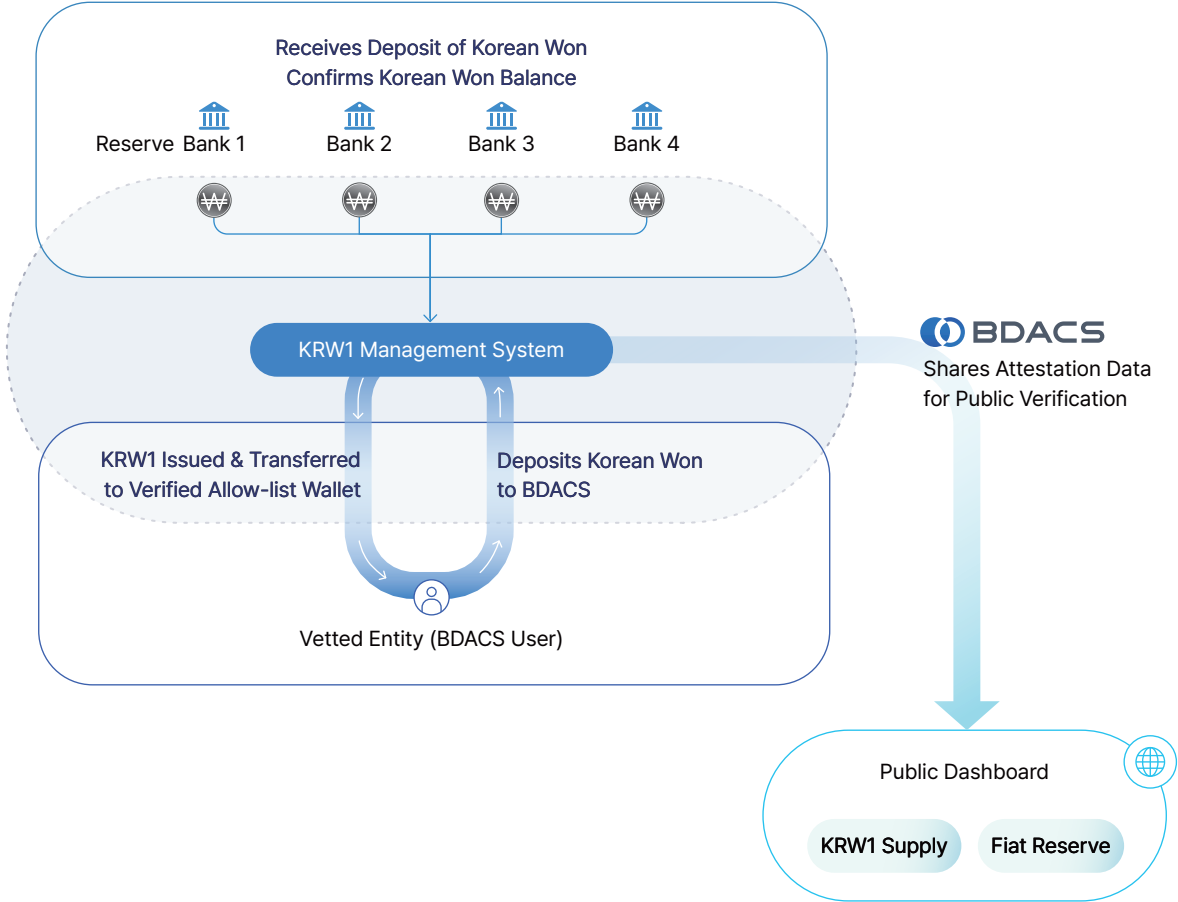 Receives Deposit of Korean Won
Confirms Korean Won Balance
Reserve Bank 1
Bank 2
Bank 3
Bank 4
₩
₩
₩
₩
KRW1 Management System
BDACS
Shares Attestation Data
for Public Verification
KRW1 Issued & Transferred
to Verified Allow-list Wallet
Deposits Korean Won
to BDACS
Vetted Entity (BDACS User)
Public Dashboard
KRW1 Supply
Fiat Reserve